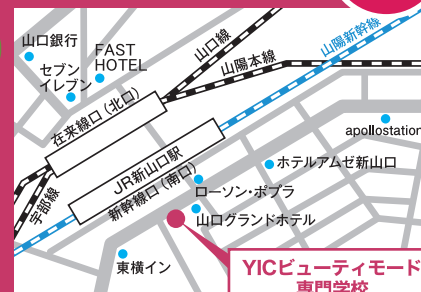 山口銀行
FAST
HOTEL
セブン
イレブン
山口線
山陽本線
山陽新幹線
在来線口(北口)
apollostation
JR新山口駅
新幹線口(南口)
ホテルアムゼ新山口
ローソン・ポプラ
宇部線
山口グランドホテル
東横イン
YICビューティモード
専門学校